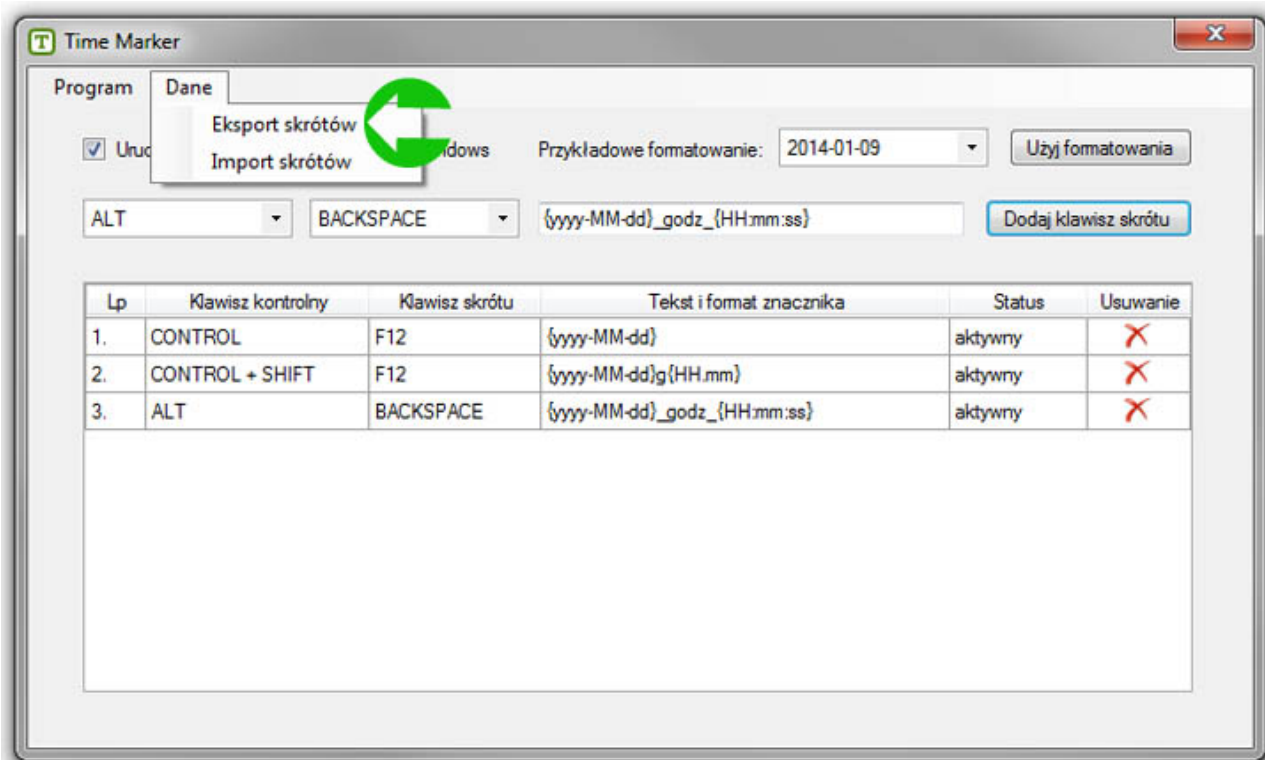 Time Marker
Program Dane
Eksport skrótów
Import skrótów
Przykładowe formatowanie: 2014-01-09 Użyj formatowania
ALT BACKSPACE {yyyy-MM-dd}_godz_{HH:mm:ss} Dodaj klawisz skrótu
Lp Klawisz kontrolny Klawisz skrótu Tekst i format znacznika Status Usuwanie
1. CONTROL F12 {yyyy-MM-dd} aktywny
2. CONTROL + SHIFT F12 {yyyy-MM-dd}g{HH.mm} aktywny
3. ALT BACKSPACE {yyyy-MM-dd}_godz_{HH:mm:ss} aktywny